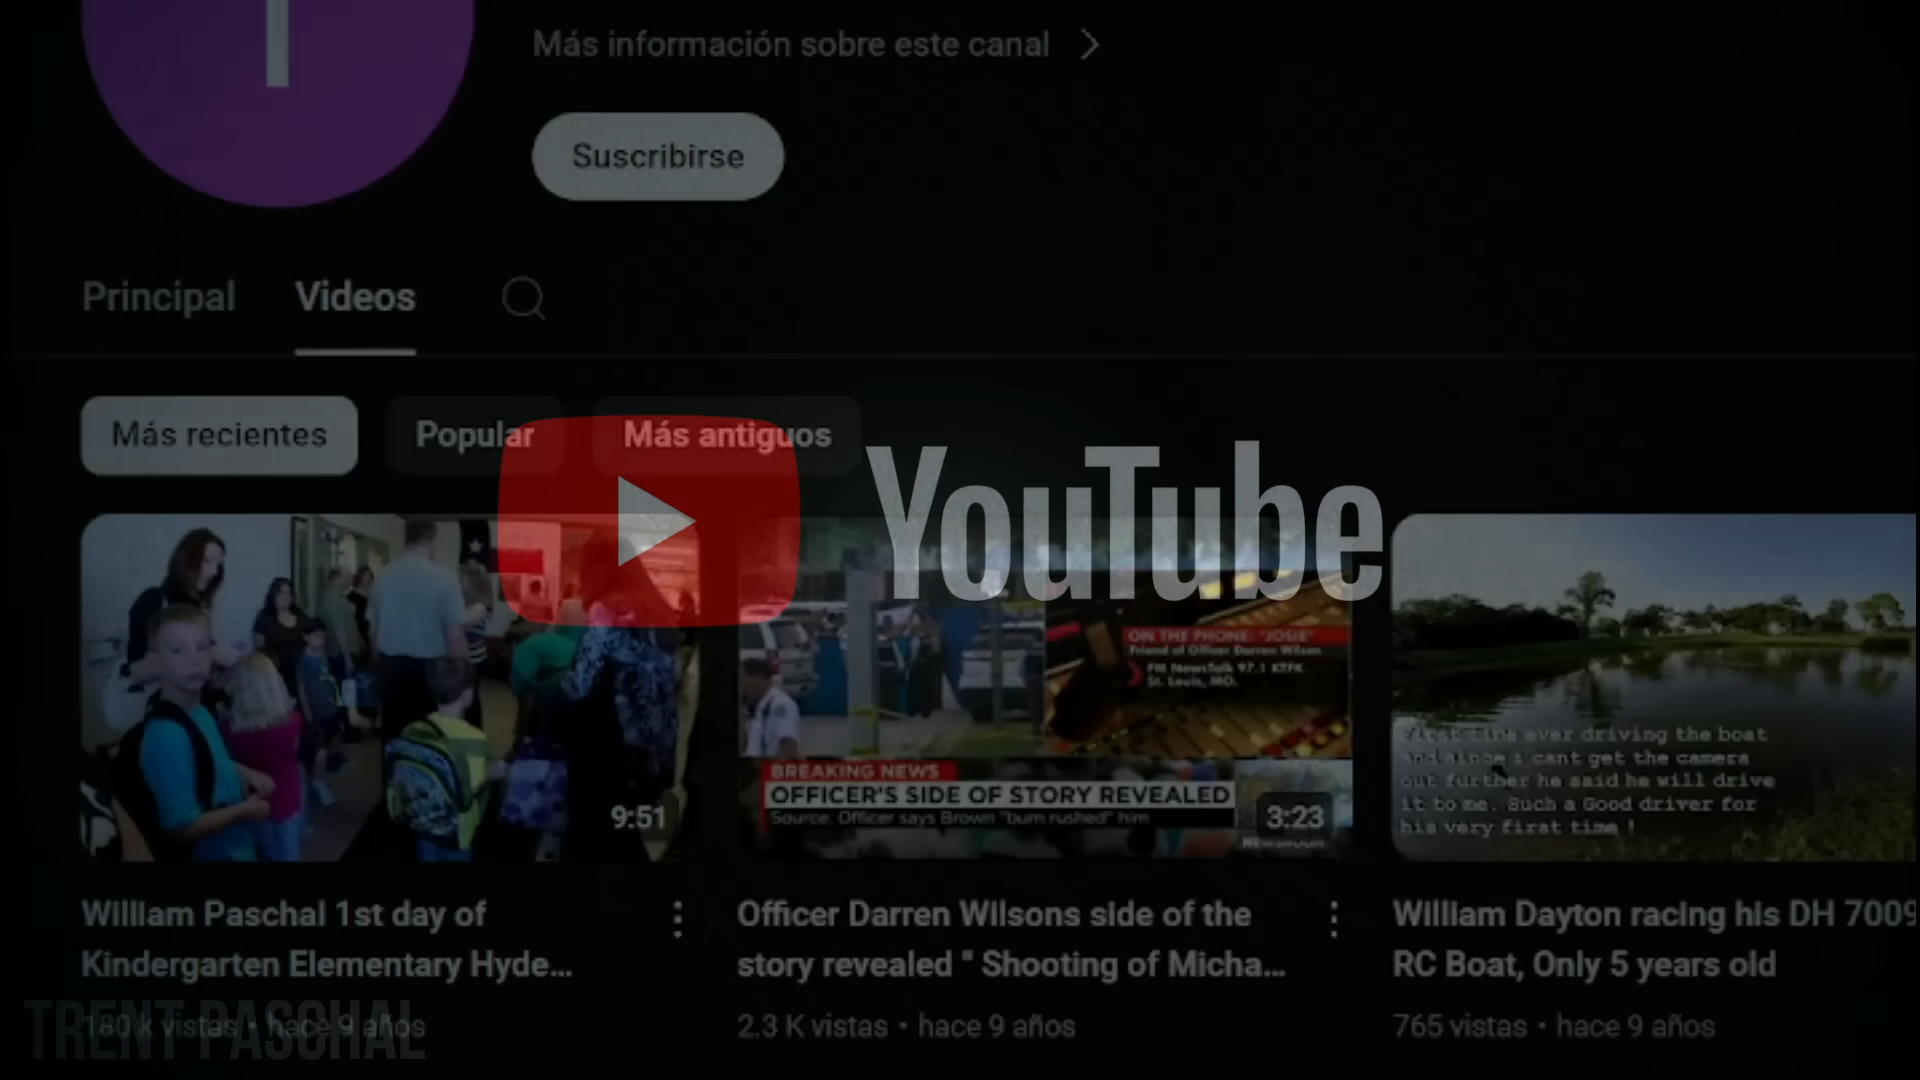 Más información sobre este canal
Suscribirse
Principal
Videos
Más recientes
Popular
Más antiguos
YouTube
ON THE PHONE: "JOSIE"
Friend of Officer Darren Wilson
FM NewsTalk 97.1 KTFK
St. Louis, MO.
BREAKING NEWS
OFFICER'S SIDE OF STORY REVEALED
Source: Officer says Brown "bum rushed" him
First time ever driving the boat
And since i cant get the camera
out further he said he will drive
it to me. Such a Good driver for
his very first time !
9:51
3:23
William Paschal 1st day of
Kindergarten Elementary Hyde...
180 k vistas • hace 9 años
Officer Darren Wilsons side of the
story revealed " Shooting of Micha...
2.3 K vistas • hace 9 años
William Dayton racing his DH 7009
RC Boat, Only 5 years old
765 vistas • hace 9 años
TRENT PASCHAL